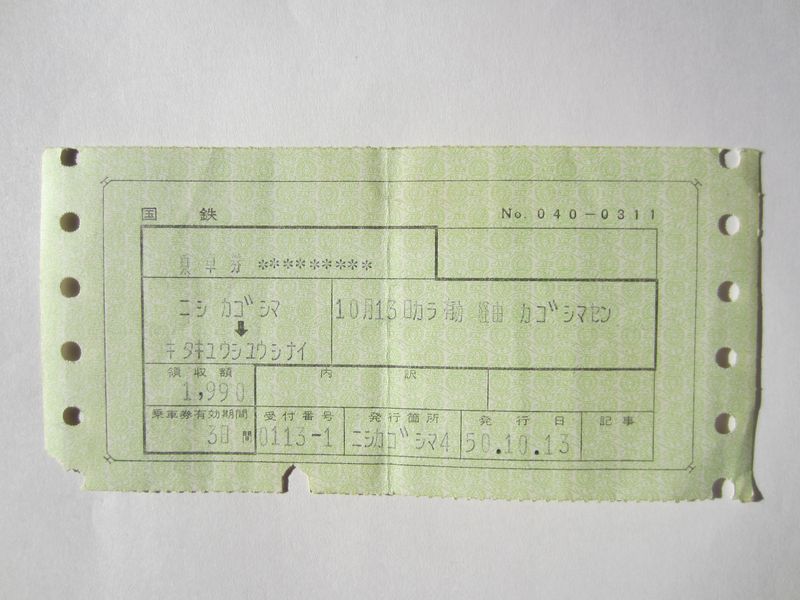 国 鉄 No. 040-0311
乗車券 *********
ニシ カゴシマ
10月13日カラ 有効 経由 カゴシマセン
キタキユウシユウシナイ
領収額 内訳
1,990
乗車券有効期間 受付番号 発行箇所 発行日 記事
3日間 0113-1 ニシカゴシマ4 50.10.13